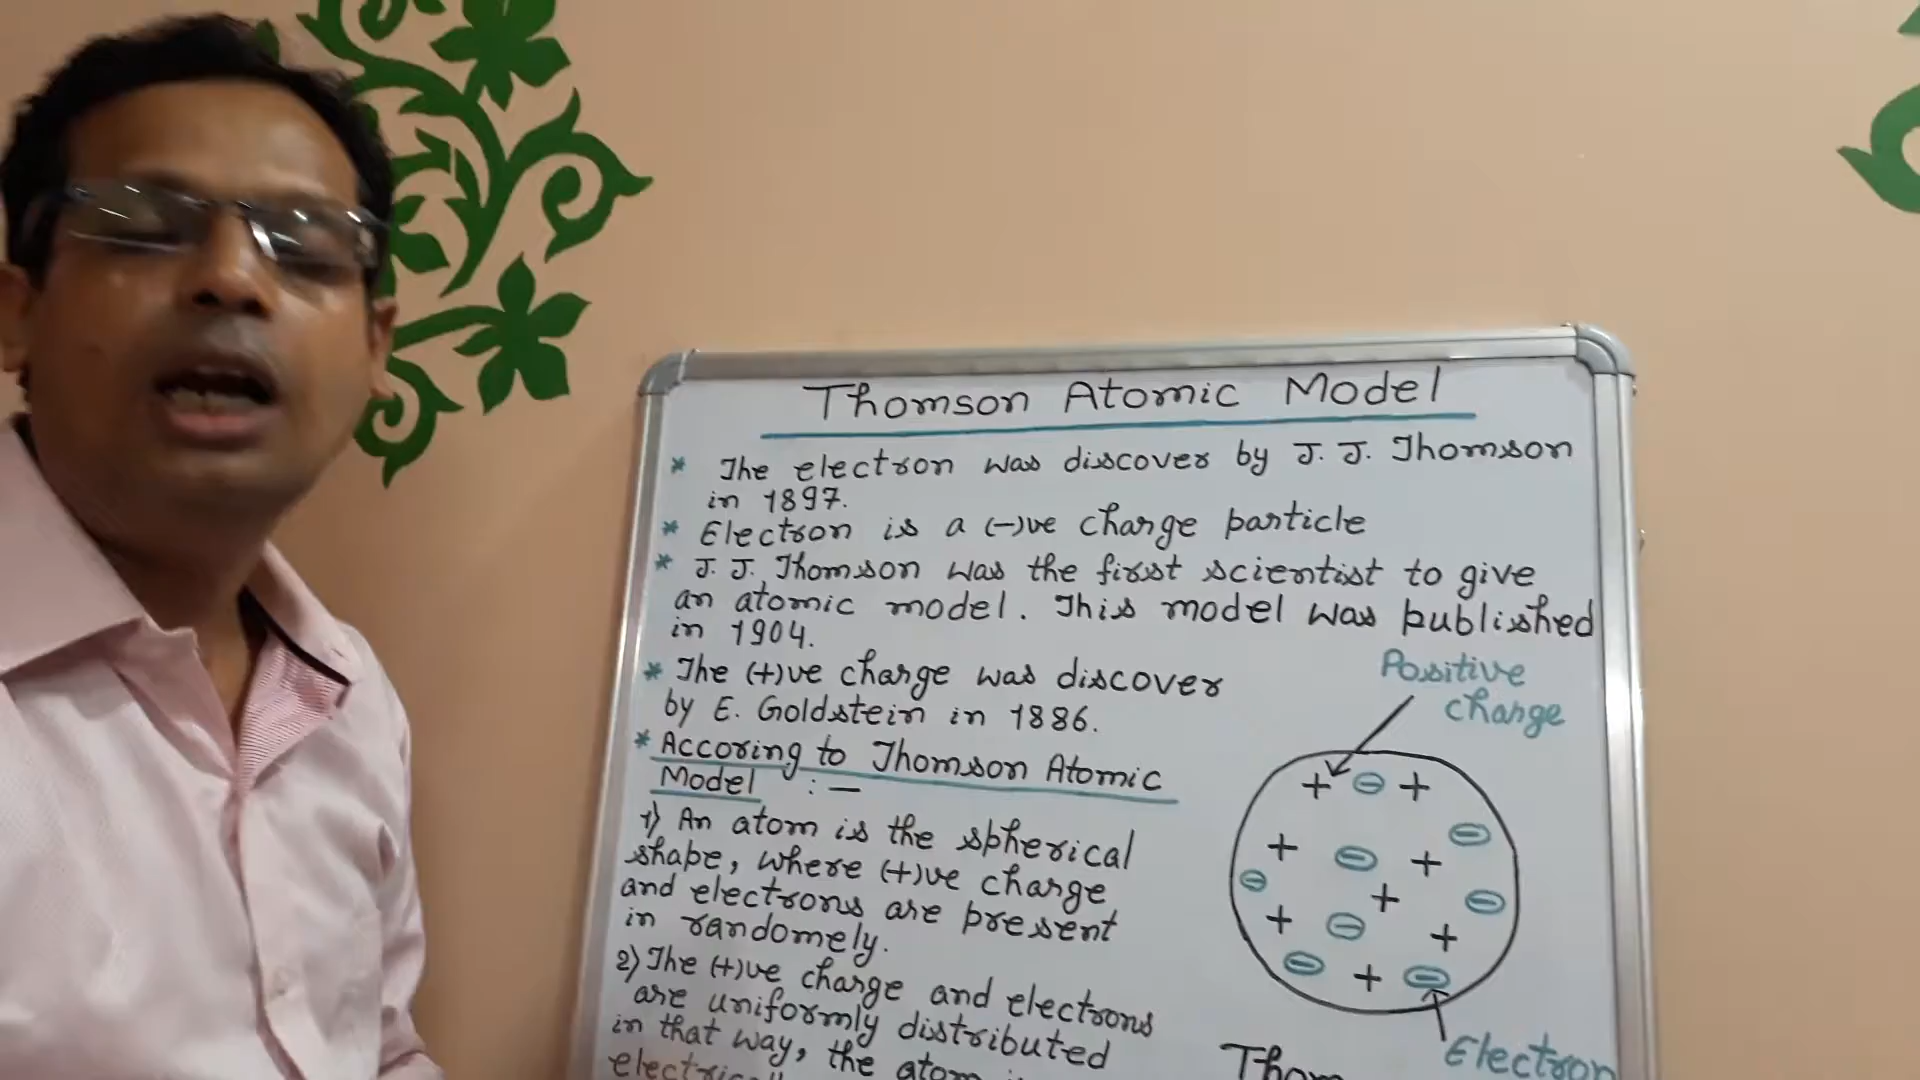 Thomson Atomic Model
* The electron was discover by J. J. Thomson
in 1897.
* Electron is a (-)ve charge particle
* J. J. Thomson was the first scientist to give
an atomic model. This model was published
in 1904.
* The (+)ve charge was discover
by E. Goldstein in 1886.
* Accoring to Thomson Atomic
Model :—
1) An atom is the spherical
shape, where (+)ve charge
and electrons are present
in randomely.
2) The (+)ve charge and electrons
are uniformly distributed
in that way, the atom
Positive
charge
+ ⊖ +
⊖
+ ⊖ +
⊖ + ⊖
+ ⊖ +
⊖ + ⊖
Electron